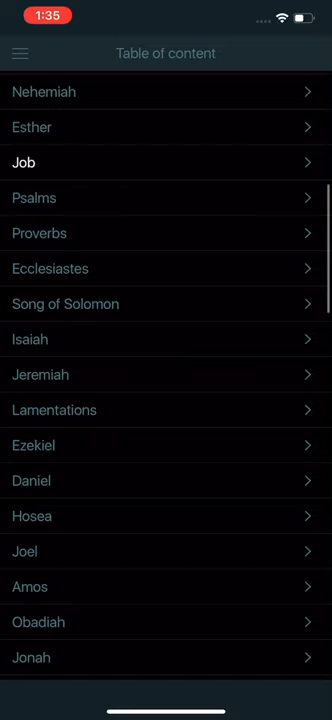 1:35
Table of content
Nehemiah
Esther
Job
Psalms
Proverbs
Ecclesiastes
Song of Solomon
Isaiah
Jeremiah
Lamentations
Ezekiel
Daniel
Hosea
Joel
Amos
Obadiah
Jonah